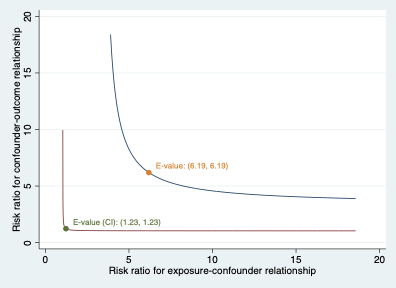 Risk ratio for confounder-outcome relationship
20
15
10
5
0
E-value: (6.19, 6.19)
E-value (CI): (1.23, 1.23)
0
5
10
15
20
Risk ratio for exposure-confounder relationship